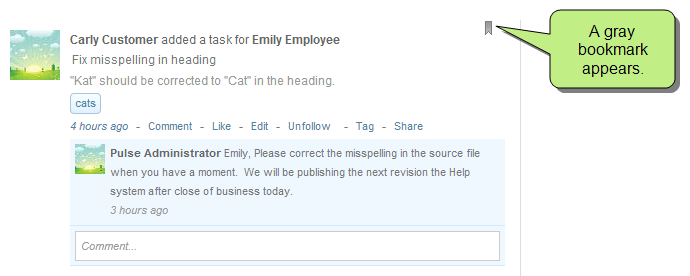 Carly Customer added a task for Emily Employee
Fix misspelling in heading
"Kat" should be corrected to "Cat" in the heading.
cats
4 hours ago - Comment - Like - Edit - Unfollow - Tag - Share
Pulse Administrator Emily, Please correct the misspelling in the source file
when you have a moment. We will be publishing the next revision the Help
system after close of business today.
3 hours ago
Comment...
A gray
bookmark
appears.